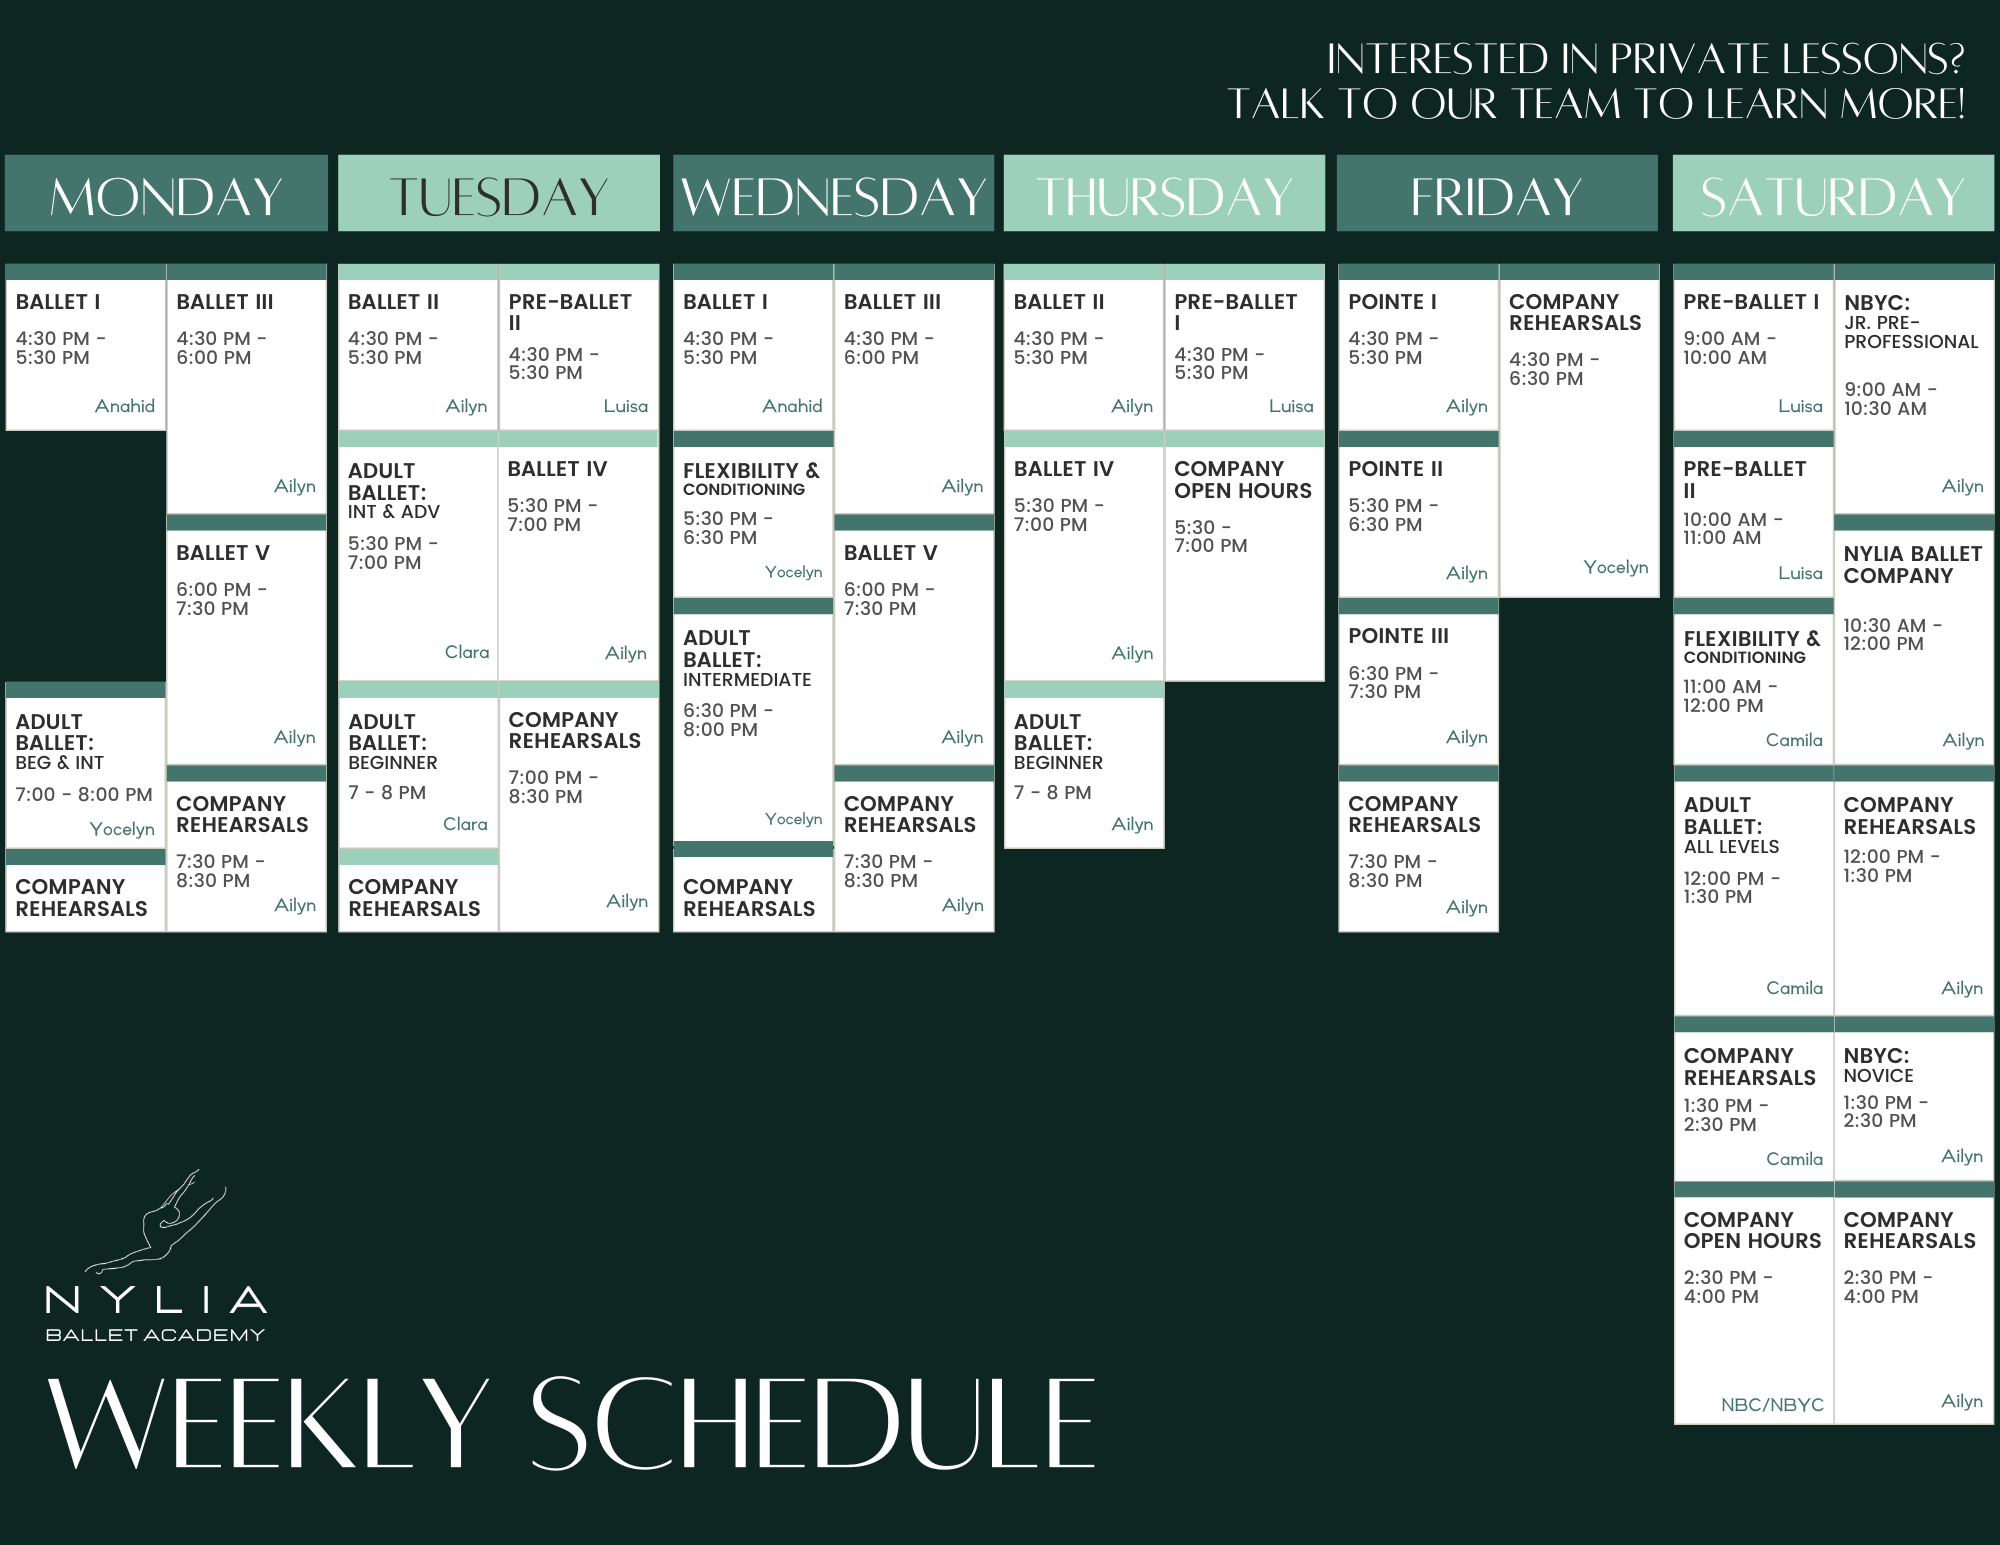 INTERESTED IN PRIVATE LESSONS?
TALK TO OUR TEAM TO LEARN MORE!
MONDAY
BALLET I
4:30 PM -
5:30 PM
Anahid
ADULT
BALLET:
BEG & INT
7:00 - 8:00 PM
Yocelyn
COMPANY
REHEARSALS
BALLET III
4:30 PM -
6:00 PM
Ailyn
BALLET V
6:00 PM -
7:30 PM
Ailyn
COMPANY
REHEARSALS
7:30 PM -
8:30 PM
Ailyn
TUESDAY
BALLET II
4:30 PM -
5:30 PM
Ailyn
ADULT
BALLET:
INT & ADV
5:30 PM -
7:00 PM
Clara
ADULT
BALLET:
BEGINNER
7 - 8 PM
Clara
COMPANY
REHEARSALS
PRE-BALLET
II
4:30 PM -
5:30 PM
Luisa
BALLET IV
5:30 PM -
7:00 PM
Ailyn
COMPANY
REHEARSALS
7:00 PM -
8:30 PM
Ailyn
WEDNESDAY
BALLET I
4:30 PM -
5:30 PM
Anahid
FLEXIBILITY &
CONDITIONING
5:30 PM -
6:30 PM
Yocelyn
ADULT
BALLET:
INTERMEDIATE
6:30 PM -
8:00 PM
Yocelyn
COMPANY
REHEARSALS
BALLET III
4:30 PM -
6:00 PM
Ailyn
BALLET V
6:00 PM -
7:30 PM
Ailyn
COMPANY
REHEARSALS
7:30 PM -
8:30 PM
Ailyn
THURSDAY
BALLET II
4:30 PM -
5:30 PM
Ailyn
BALLET IV
5:30 PM -
7:00 PM
Ailyn
ADULT
BALLET:
BEGINNER
7 - 8 PM
Ailyn
PRE-BALLET
I
4:30 PM -
5:30 PM
Luisa
COMPANY
OPEN HOURS
5:30 -
7:00 PM
FRIDAY
POINTE I
4:30 PM -
5:30 PM
Ailyn
POINTE II
5:30 PM -
6:30 PM
Ailyn
POINTE III
6:30 PM -
7:30 PM
Ailyn
COMPANY
REHEARSALS
7:30 PM -
8:30 PM
Ailyn
COMPANY
REHEARSALS
4:30 PM -
6:30 PM
Yocelyn
SATURDAY
PRE-BALLET I
9:00 AM -
10:00 AM
Luisa
PRE-BALLET
II
10:00 AM -
11:00 AM
Luisa
FLEXIBILITY &
CONDITIONING
11:00 AM -
12:00 PM
Camila
ADULT
BALLET:
ALL LEVELS
12:00 PM -
1:30 PM
Camila
COMPANY
REHEARSALS
1:30 PM -
2:30 PM
Camila
COMPANY
OPEN HOURS
2:30 PM -
4:00 PM
NBC/NBYC
NBYC:
JR. PRE-
PROFESSIONAL
9:00 AM -
10:30 AM
Ailyn
NYLIA BALLET
COMPANY
10:30 AM -
12:00 PM
Ailyn
COMPANY
REHEARSALS
12:00 PM -
1:30 PM
Ailyn
NBYC:
NOVICE
1:30 PM -
2:30 PM
Ailyn
COMPANY
REHEARSALS
2:30 PM -
4:00 PM
Ailyn
NYLIA
BALLET ACADEMY
WEEKLY SCHEDULE